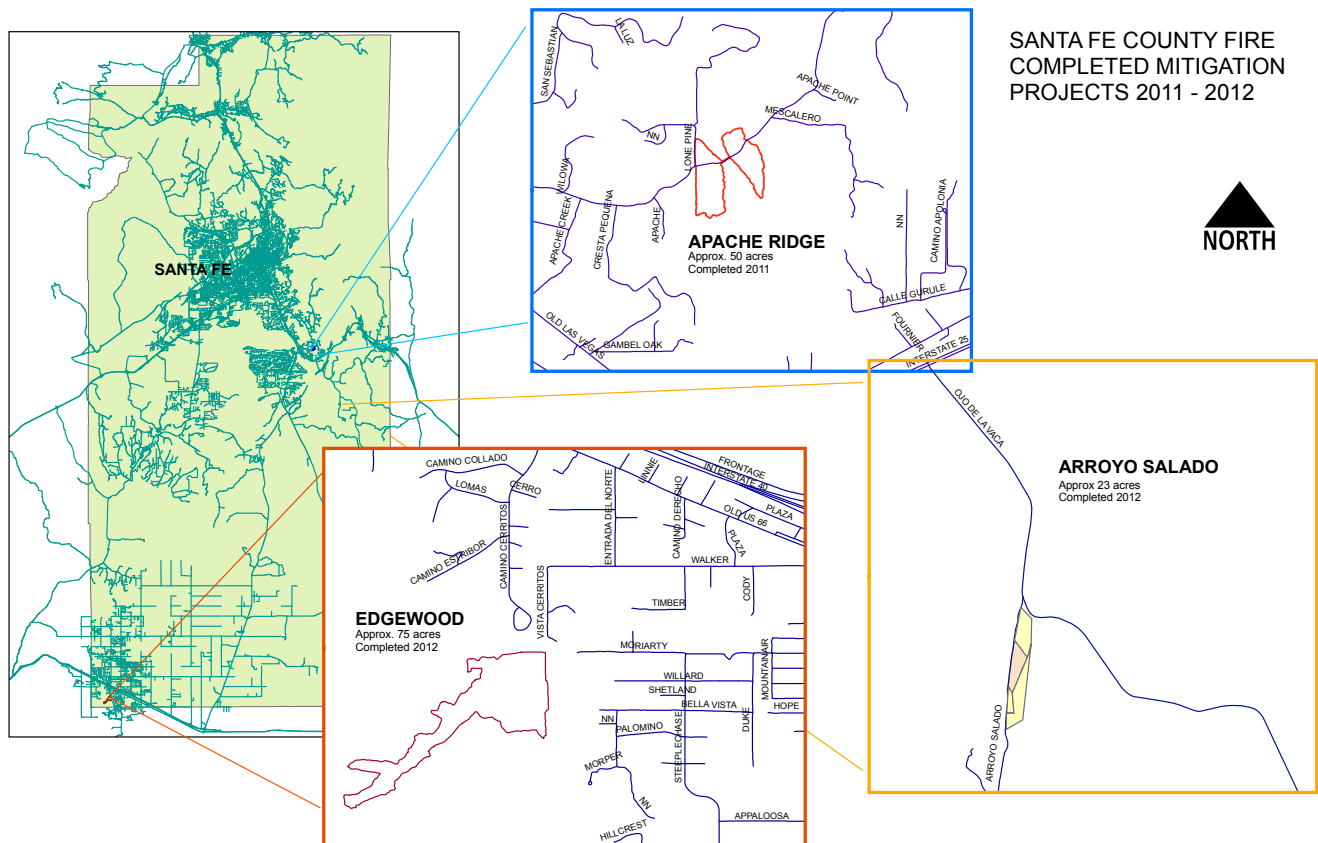 SANTA FE COUNTY FIRE
COMPLETED MITIGATION
PROJECTS 2011 - 2012
NORTH
SANTA FE
SAN SEBASTIAN
LA LUZ
APACHE POINT
MESCALERO
NN
LONE PINE
WILOWA
APACHE CREEK
CRESTA PEQUENA
APACHE
APACHE RIDGE
Approx. 50 acres
Completed 2011
NN
CAMINO APOLONIA
CALLE GURULE
FOURNIER
INTERSTATE 25
OLD LAS VEGAS
GAMBEL OAK
OJO DE LA VACA
ARROYO SALADO
Approx 23 acres
Completed 2012
ARROYO SALADO
CAMINO COLLADO
LOMAS
CERRO
CAMINO ESTRIBOR
CAMINO CERRITOS
ENTRADA DEL NORTE
LINNIE
CAMINO DERECHO
FRONTAGE
INTERSTATE 40
OLD US 66
PLAZA
PLAZA
WALKER
VISTA CERRITOS
TIMBER
CODY
EDGEWOOD
Approx. 75 acres
Completed 2012
MORIARTY
MOUNTAINAIR
WILLARD
SHETLAND
BELLA VISTA
DUKE
HOPE
NN
PALOMINO
STEEPLECHASE
MORPER
NN
HILLCREST
APPALOOSA